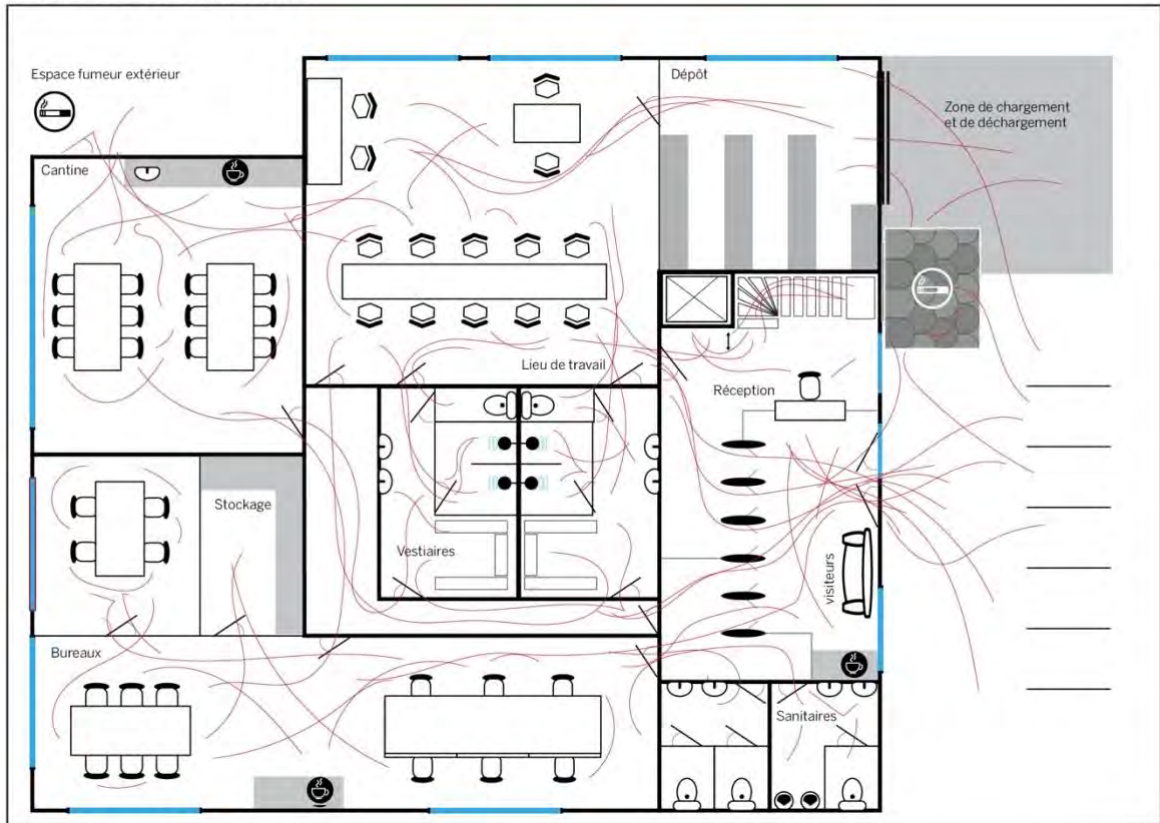 Espace fumeur extérieur
Dépôt
Zone de chargement
et de déchargement
Cantine
Lieu de travail
Réception
Stockage
Vestiaires
visiteurs
Bureaux
Sanitaires